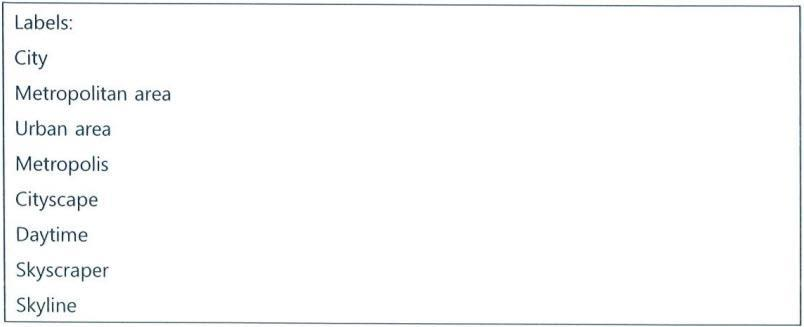 Labels:
City
Metropolitan area
Urban area
Metropolis
Cityscape
Daytime
Skyscraper
Skyline